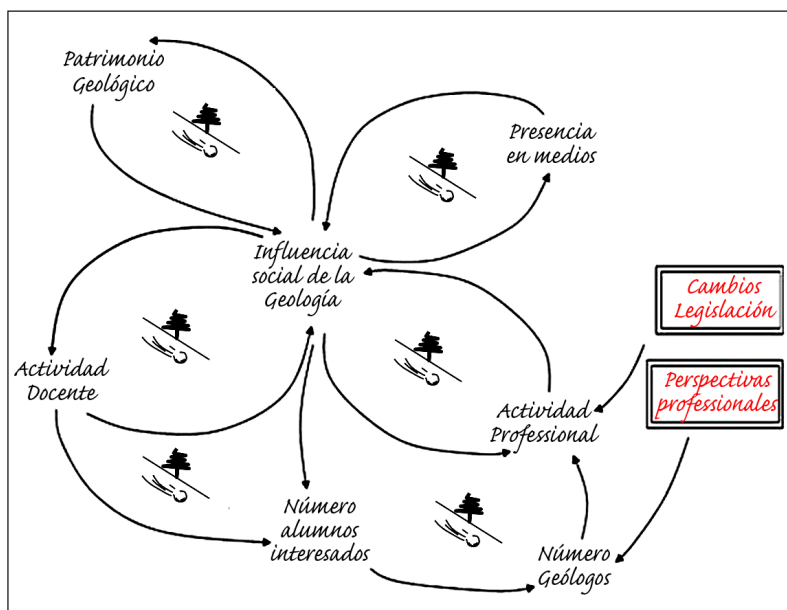 Patrimonio
Geológico
Presencia
en medios
Influencia
social de la
Geología
Cambios
Legislación
Actividad
Docente
Perspectivas
professionales
Actividad
Professional
Número
alumnos
interesados
Número
Geólogos